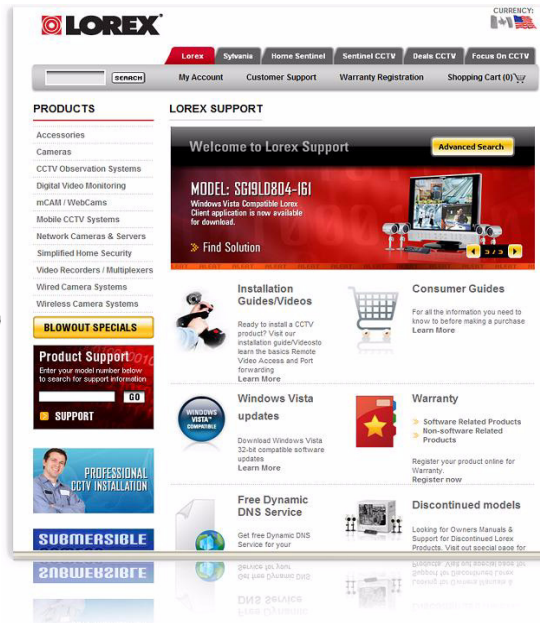 CURRENCY:
LOREX
Lorex
Sylvania
Home Sentinel
Sentinel CCTV
Deals CCTV
Focus On CCTV
SEARCH
My Account
Customer Support
Warranty Registration
Shopping Cart (0)
PRODUCTS
Accessories
Cameras
CCTV Observation Systems
Digital Video Monitoring
mCAM / WebCams
Mobile CCTV Systems
Network Cameras & Servers
Simplified Home Security
Video Recorders / Multiplexers
Wired Camera Systems
Wireless Camera Systems
BLOWOUT SPECIALS
Product Support
Enter your model number below
to search for support information
GO
SUPPORT
PROFESSIONAL
CCTV INSTALLATION
SUBMERSIBLE
LOREX SUPPORT
Welcome to Lorex Support
Advanced Search
MODEL: SG19LD804-161
Windows Vista Compatible Lorex
Client application is now available
for download.
Find Solution
3 / 3
Installation
Guides/Videos
Ready to install a CCTV
product? Visit our
installation guide/Videosto
learn the basics Remote
Video Access and Port
forwarding
Learn More
Consumer Guides
For all the information you need to
know to before making a purchase
Learn More
WINDOWS
VISTA™
COMPATIBLE
Windows Vista
updates
Download Windows Vista
32-bit compatible software
updates
Learn More
Warranty
Software Related Products
Non-software Related
Products
Register your product online for
Warranty.
Register now
Free Dynamic
DNS Service
Get free Dynamic DNS
Service for your
Discontinued models
Looking for Owners Manuals &
Support for Discontinued Lorex
Products. Visit out special page for